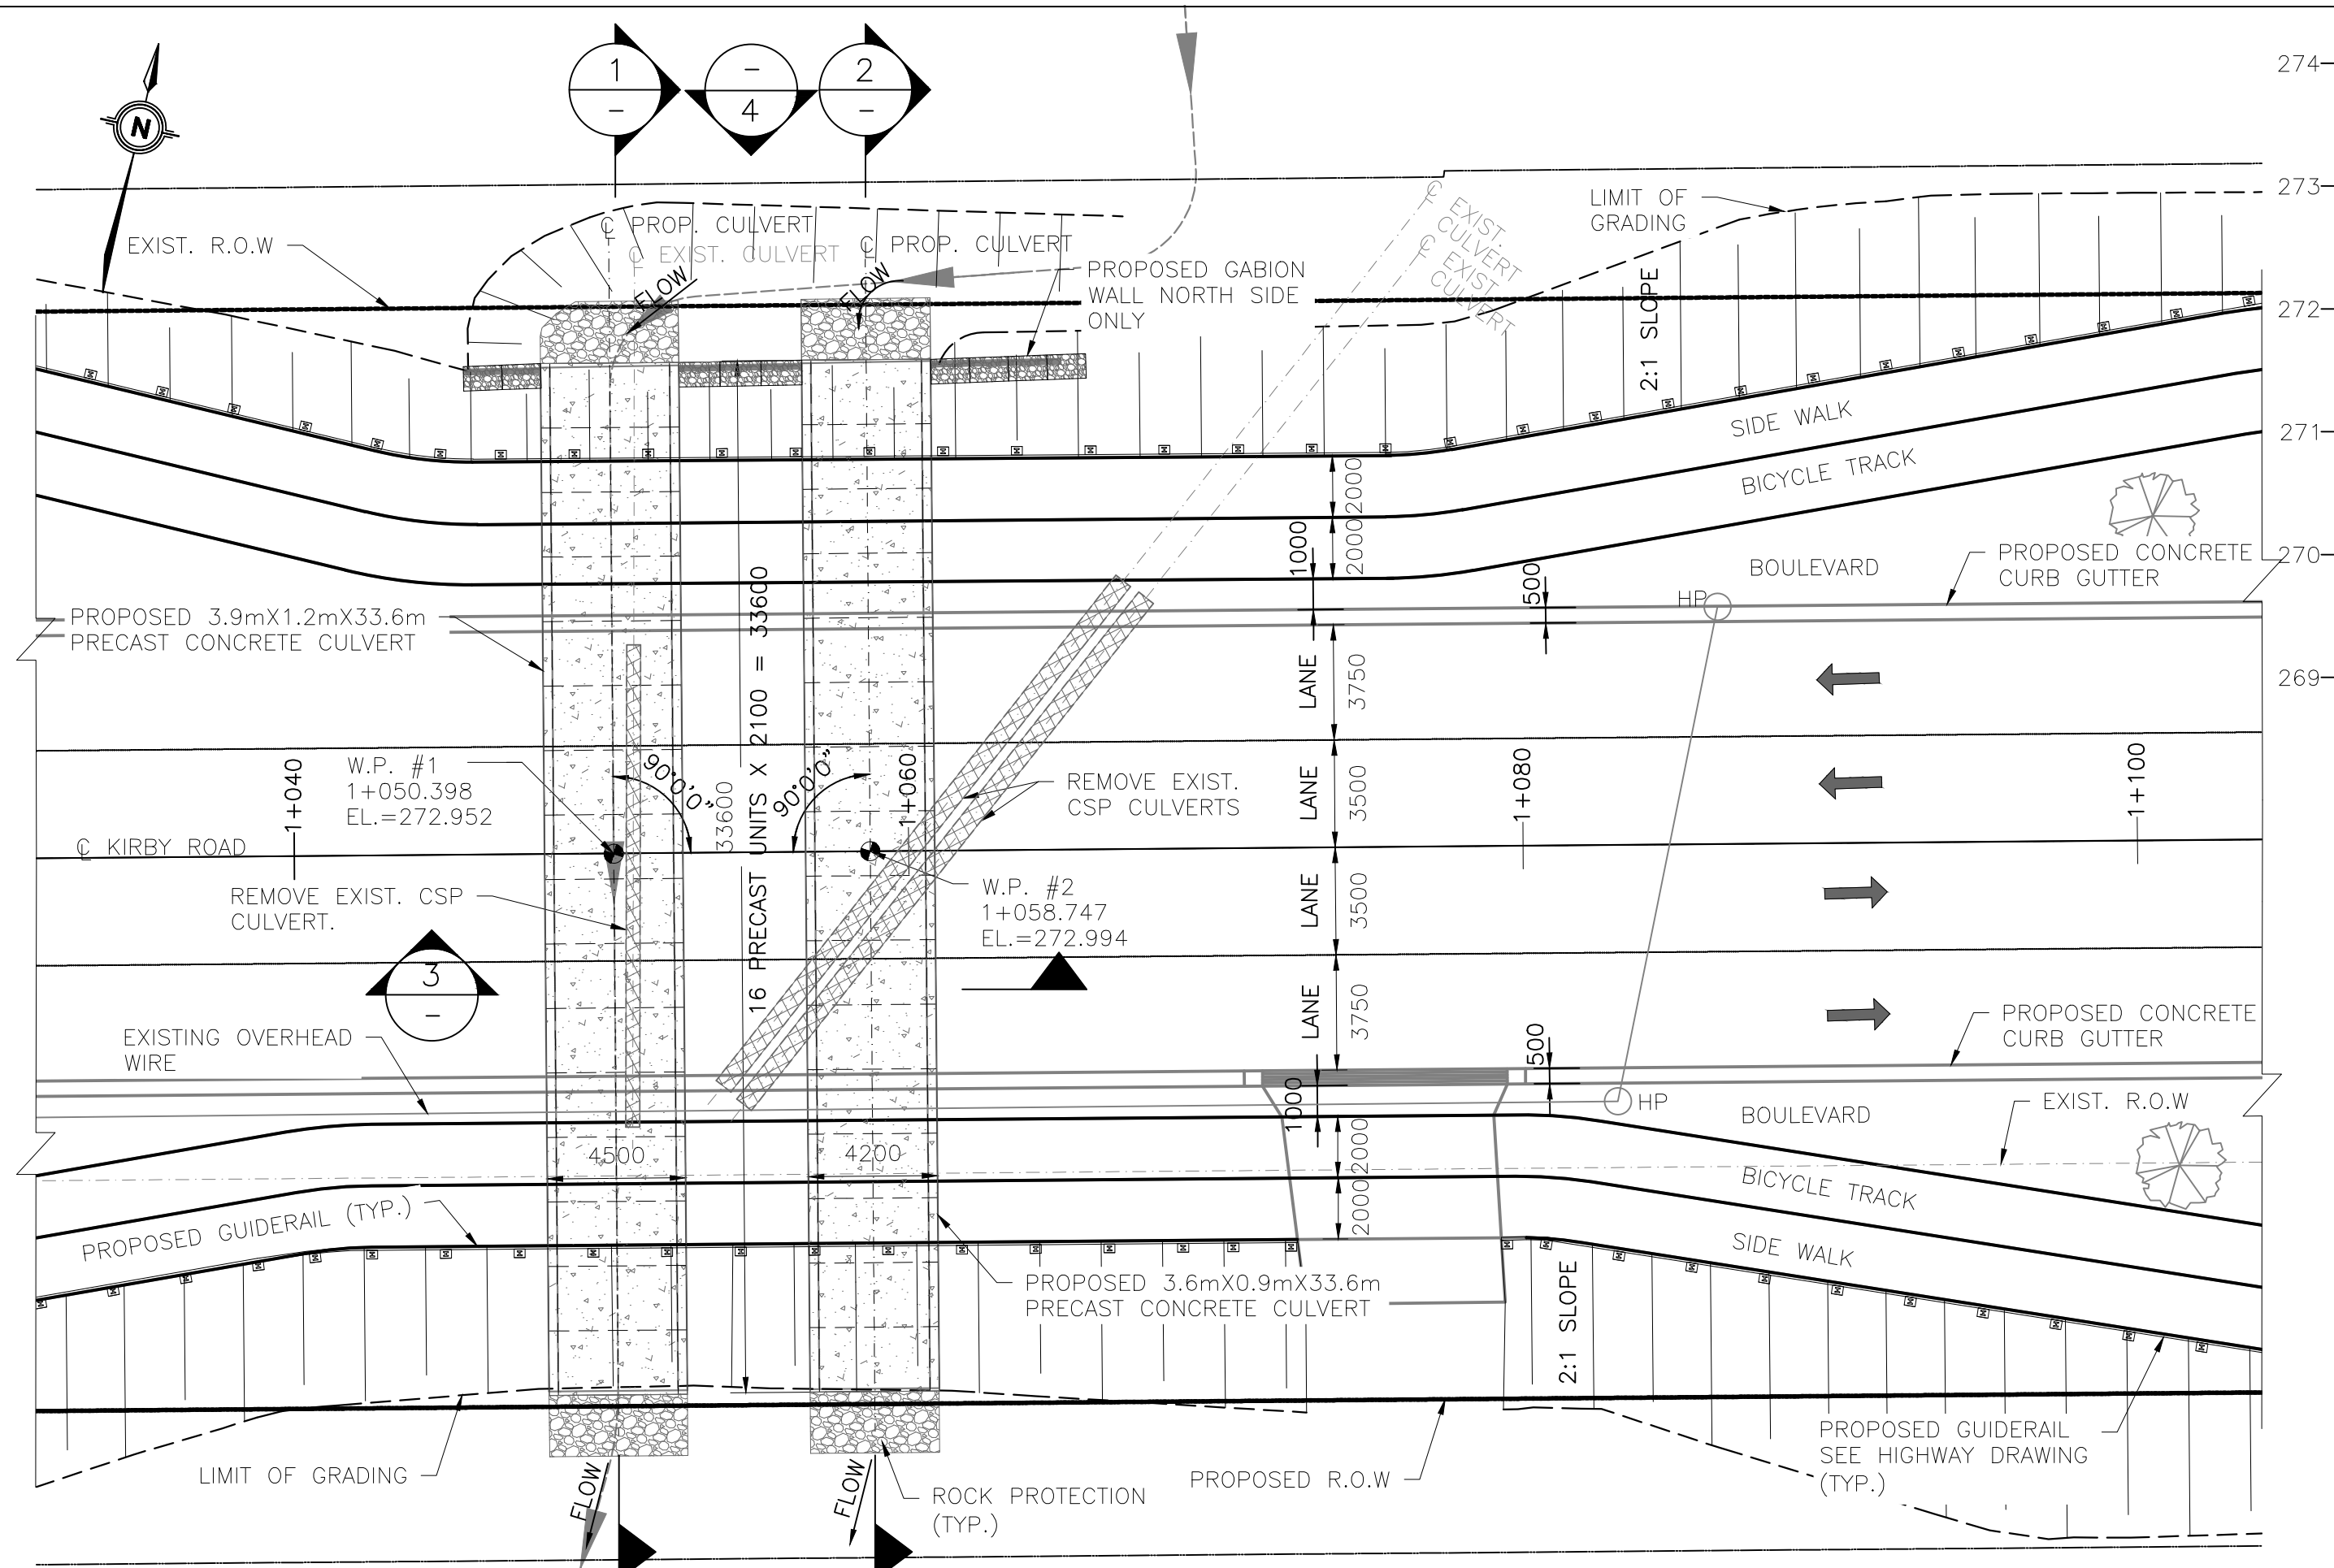 1
-
-
4
2
-
274
N
273
LIMIT OF
GRADING
℄ EXIST.
CULVERT
℄ EXIST.
CULVERT
℄ PROP. CULVERT
℄ EXIST. CULVERT
℄ PROP. CULVERT
EXIST. R.O.W
FLOW
FLOW
PROPOSED GABION
WALL NORTH SIDE
ONLY
2:1 SLOPE
272
SIDE WALK
271
BICYCLE TRACK
2000
2000
1000
500
BOULEVARD
PROPOSED CONCRETE
CURB GUTTER
270
HP
PROPOSED 3.9mX1.2mX33.6m
PRECAST CONCRETE CULVERT
16 PRECAST UNITS X 2100 = 33600
33600
LANE
3750
269
1+040
W.P. #1
1+050.398
EL.=272.952
90°0'0"
90°0'0"
1+060
REMOVE EXIST.
CSP CULVERTS
LANE
3500
1+080
1+100
℄ KIRBY ROAD
REMOVE EXIST. CSP
CULVERT.
W.P. #2
1+058.747
EL.=272.994
LANE
3500
3
-
LANE
3750
PROPOSED CONCRETE
CURB GUTTER
EXISTING OVERHEAD
WIRE
500
1000
HP
BOULEVARD
EXIST. R.O.W
4500
4200
2000
2000
BICYCLE TRACK
PROPOSED GUIDERAIL (TYP.)
SIDE WALK
PROPOSED 3.6mX0.9mX33.6m
PRECAST CONCRETE CULVERT
2:1 SLOPE
PROPOSED GUIDERAIL
SEE HIGHWAY DRAWING
(TYP.)
LIMIT OF GRADING
FLOW
FLOW
ROCK PROTECTION
(TYP.)
PROPOSED R.O.W